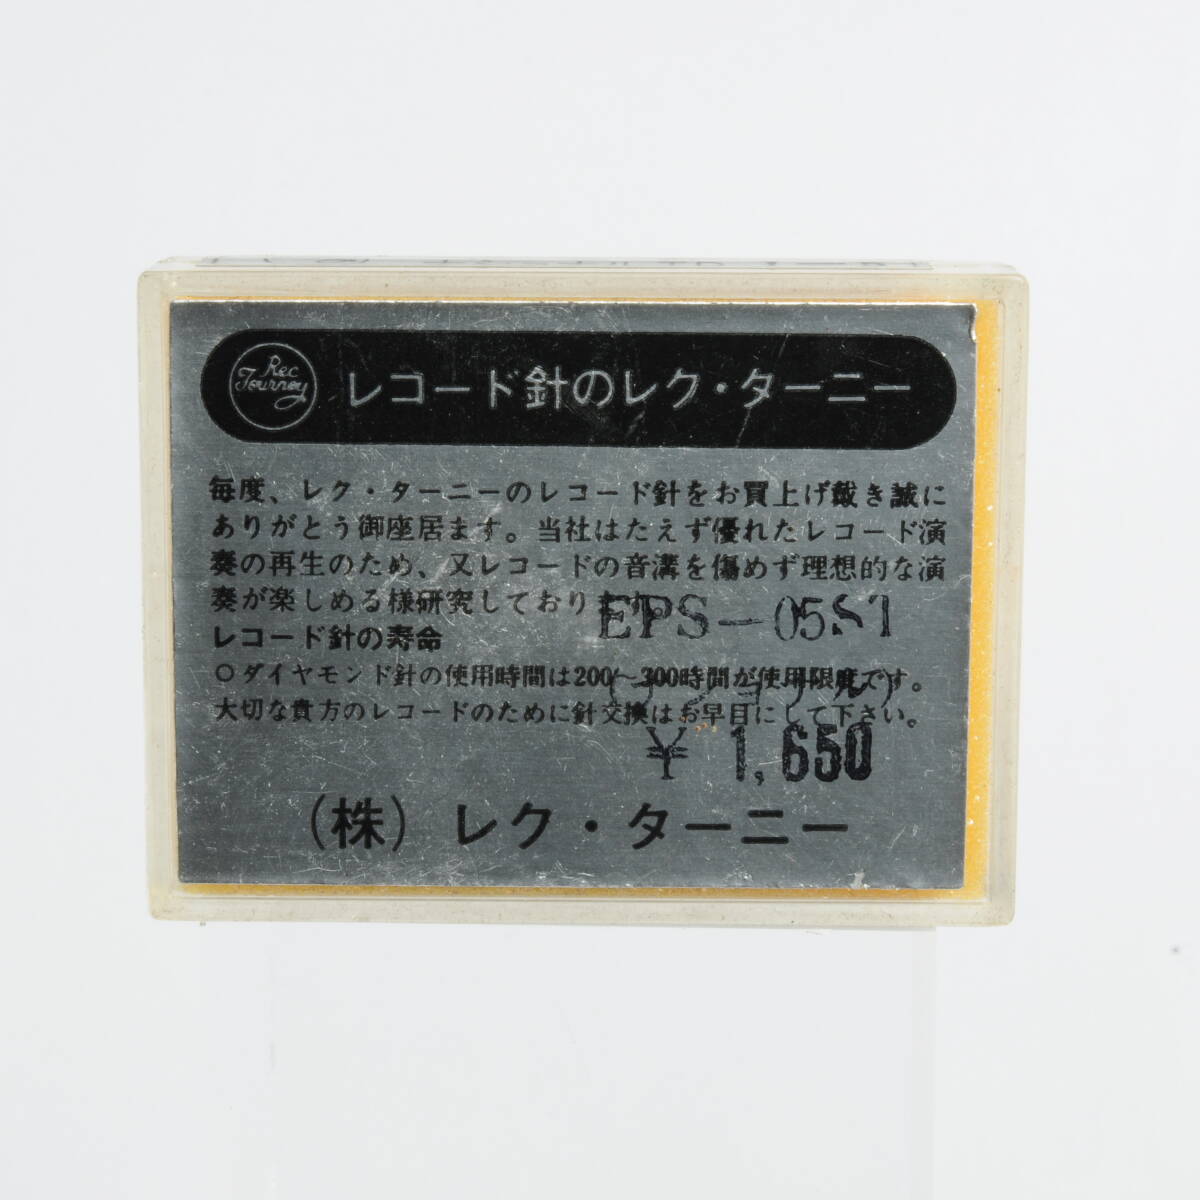 Rec
Tourney
レコード針のレク・ターニー
毎度、レク・ターニーのレコード針をお買上げ戴き誠に
ありがとう御座居ます。当社はたえず優れたレコード演
奏の再生のため、又レコードの音溝を傷めず理想的な演
奏が楽しめる様研究しております。
EPS-05ST
レコード針の寿命
○ダイヤモンド針の使用時間は200〜300時間が使用限度です。
大切な貴方のレコードのために針交換はお早目にして下さい。
¥ 1,650
(株) レク・ターニー